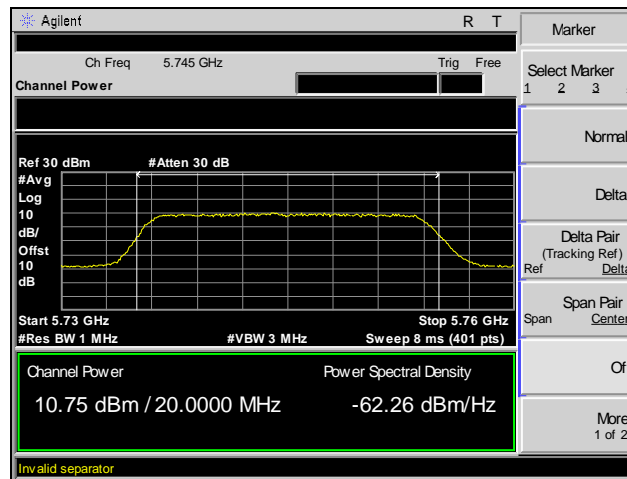 Agilent R T
Ch Freq 5.745 GHz Trig Free
Channel Power
Ref 30 dBm #Atten 30 dB
#Avg
Log
10
dB/
Offst
10
dB
Start 5.73 GHz Stop 5.76 GHz
#Res BW 1 MHz #VBW 3 MHz Sweep 8 ms (401 pts)
Channel Power Power Spectral Density
10.75 dBm / 20.0000 MHz -62.26 dBm/Hz
Invalid separator
Marker
Select Marker
1 2 3
Normal
Delta
Delta Pair
(Tracking Ref)
Ref Delta
Span Pair
Span Center
Of
More
1 of 2